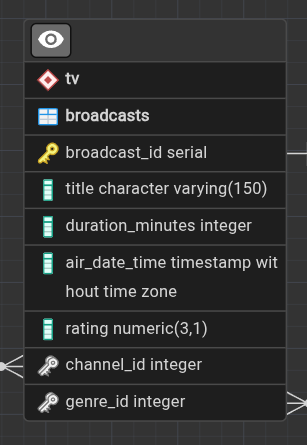 tv
broadcasts
broadcast_id serial
title character varying(150)
duration_minutes integer
air_date_time timestamp wit
hout time zone
rating numeric(3,1)
channel_id integer
genre_id integer